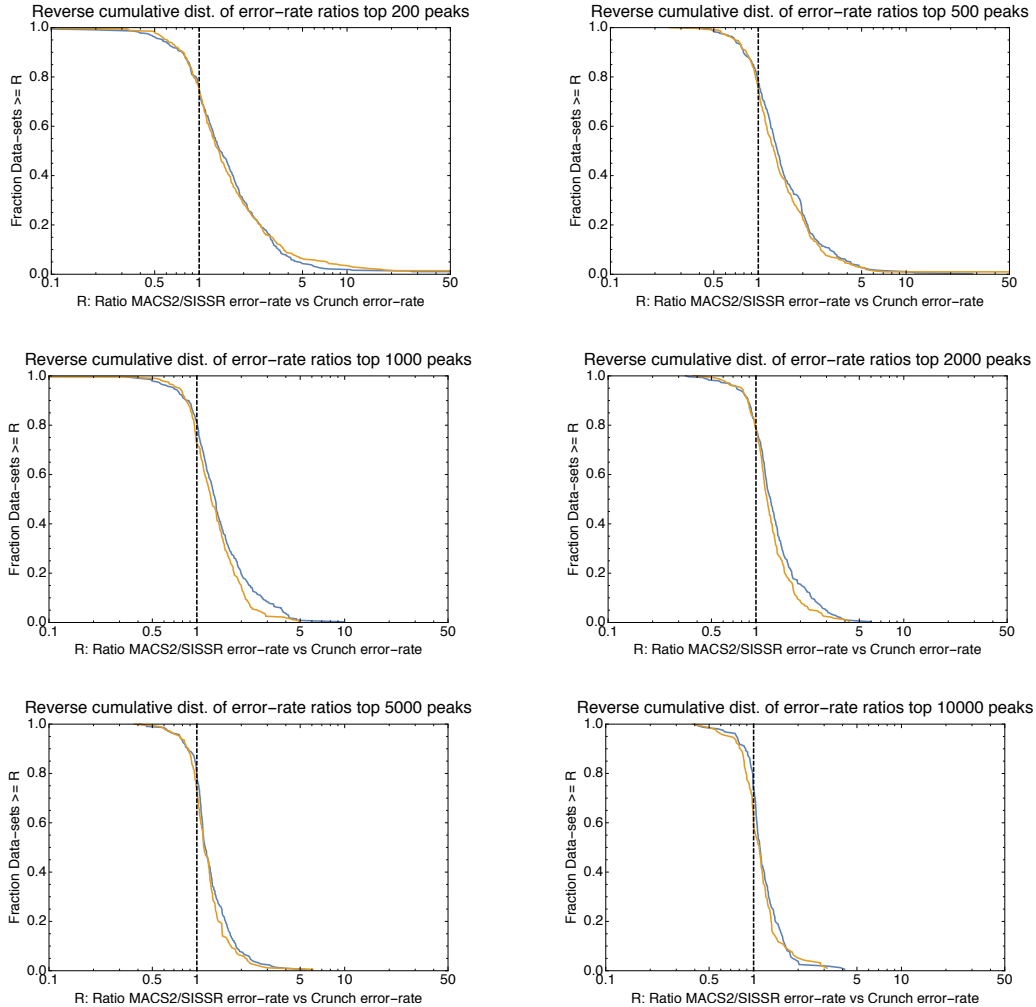 Reverse cumulative dist. of error−rate ratios top 200 peaks
Fraction Data−sets >= R
1.0
0.8
0.6
0.4
0.2
0.0
0.1 0.5 1 5 10 50
R: Ratio MACS2/SISSR error−rate vs Crunch error−rate
Reverse cumulative dist. of error−rate ratios top 500 peaks
Fraction Data−sets >= R
1.0
0.8
0.6
0.4
0.2
0.0
0.1 0.5 1 5 10 50
R: Ratio MACS2/SISSR error−rate vs Crunch error−rate
Reverse cumulative dist. of error−rate ratios top 1000 peaks
Fraction Data−sets >= R
1.0
0.8
0.6
0.4
0.2
0.0
0.1 0.5 1 5 10 50
R: Ratio MACS2/SISSR error−rate vs Crunch error−rate
Reverse cumulative dist. of error−rate ratios top 2000 peaks
Fraction Data−sets >= R
1.0
0.8
0.6
0.4
0.2
0.0
0.1 0.5 1 5 10 50
R: Ratio MACS2/SISSR error−rate vs Crunch error−rate
Reverse cumulative dist. of error−rate ratios top 5000 peaks
Fraction Data−sets >= R
1.0
0.8
0.6
0.4
0.2
0.0
0.1 0.5 1 5 10 50
R: Ratio MACS2/SISSR error−rate vs Crunch error−rate
Reverse cumulative dist. of error−rate ratios top 10000 peaks
Fraction Data−sets >= R
1.0
0.8
0.6
0.4
0.2
0.0
0.1 0.5 1 5 10 50
R: Ratio MACS2/SISSR error−rate vs Crunch error−rate